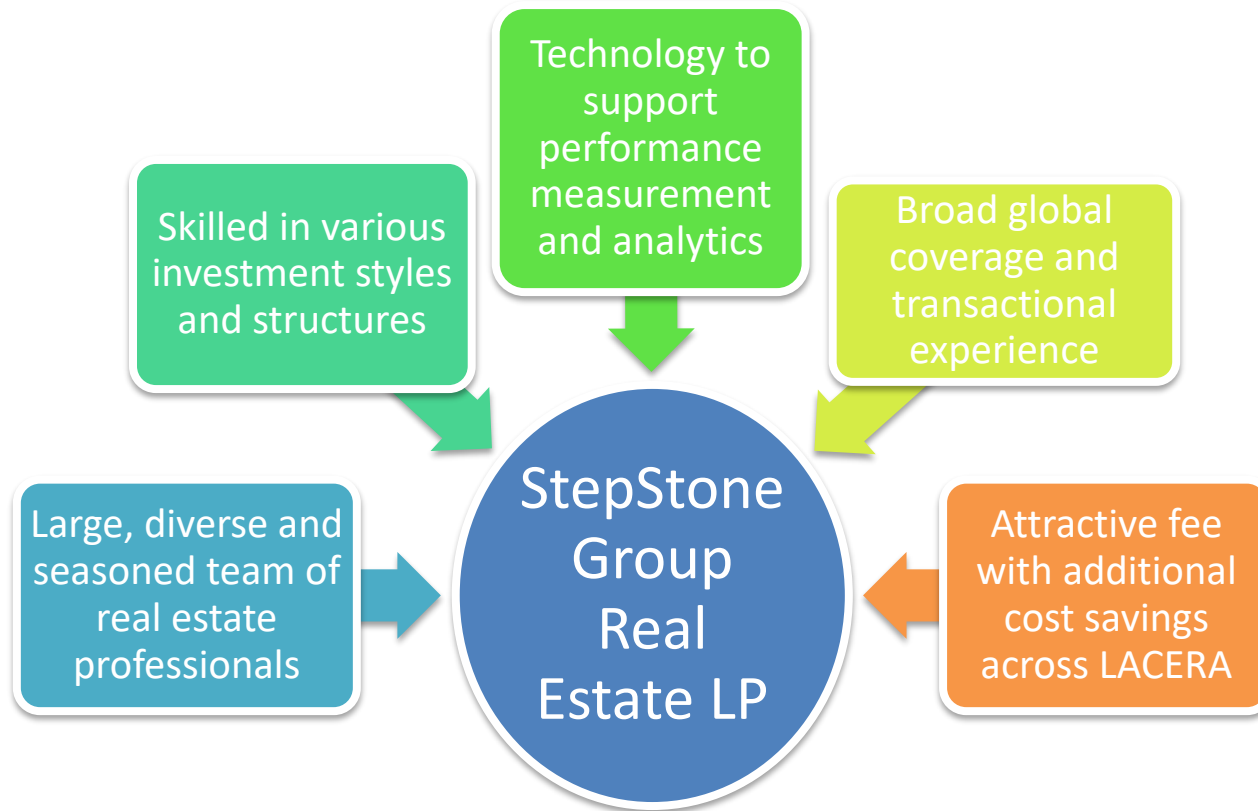 Large, diverse and
seasoned team of
real estate
professionals
Skilled in various
investment styles
and structures
Technology to
support
performance
measurement
and analytics
Broad global
coverage and
transactional
experience
Attractive fee
with additional
cost savings
across LACERA
StepStone
Group
Real
Estate LP